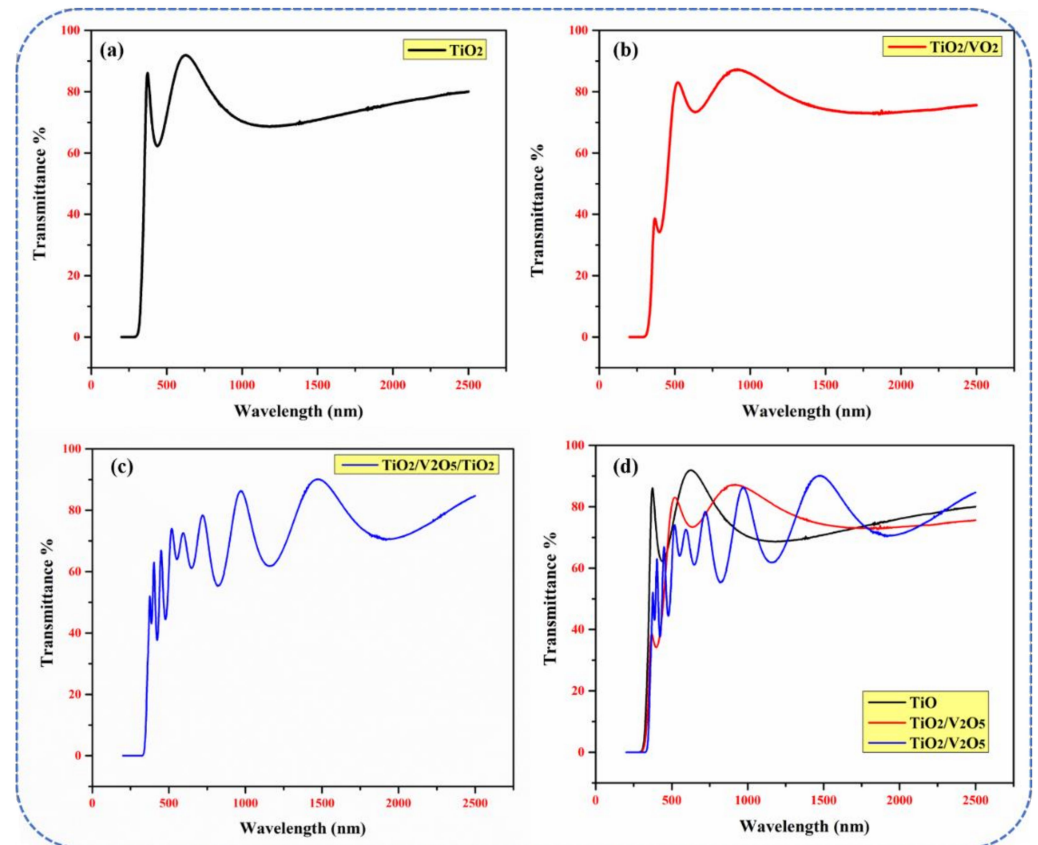 (a)
TiO2
100
80
60
40
20
0
Transmittance %
0 500 1000 1500 2000 2500
Wavelength (nm)
(b)
TiO2/VO2
100
80
60
40
20
0
Transmittance %
0 500 1000 1500 2000 2500
Wavelength (nm)
(c)
TiO2/V2O5/TiO2
100
80
60
40
20
0
Transmittance %
0 500 1000 1500 2000 2500
Wavelength (nm)
(d)
100
80
60
40
20
0
Transmittance %
TiO
TiO2/V2O5
TiO2/V2O5
0 500 1000 1500 2000 2500
Wavelength (nm)